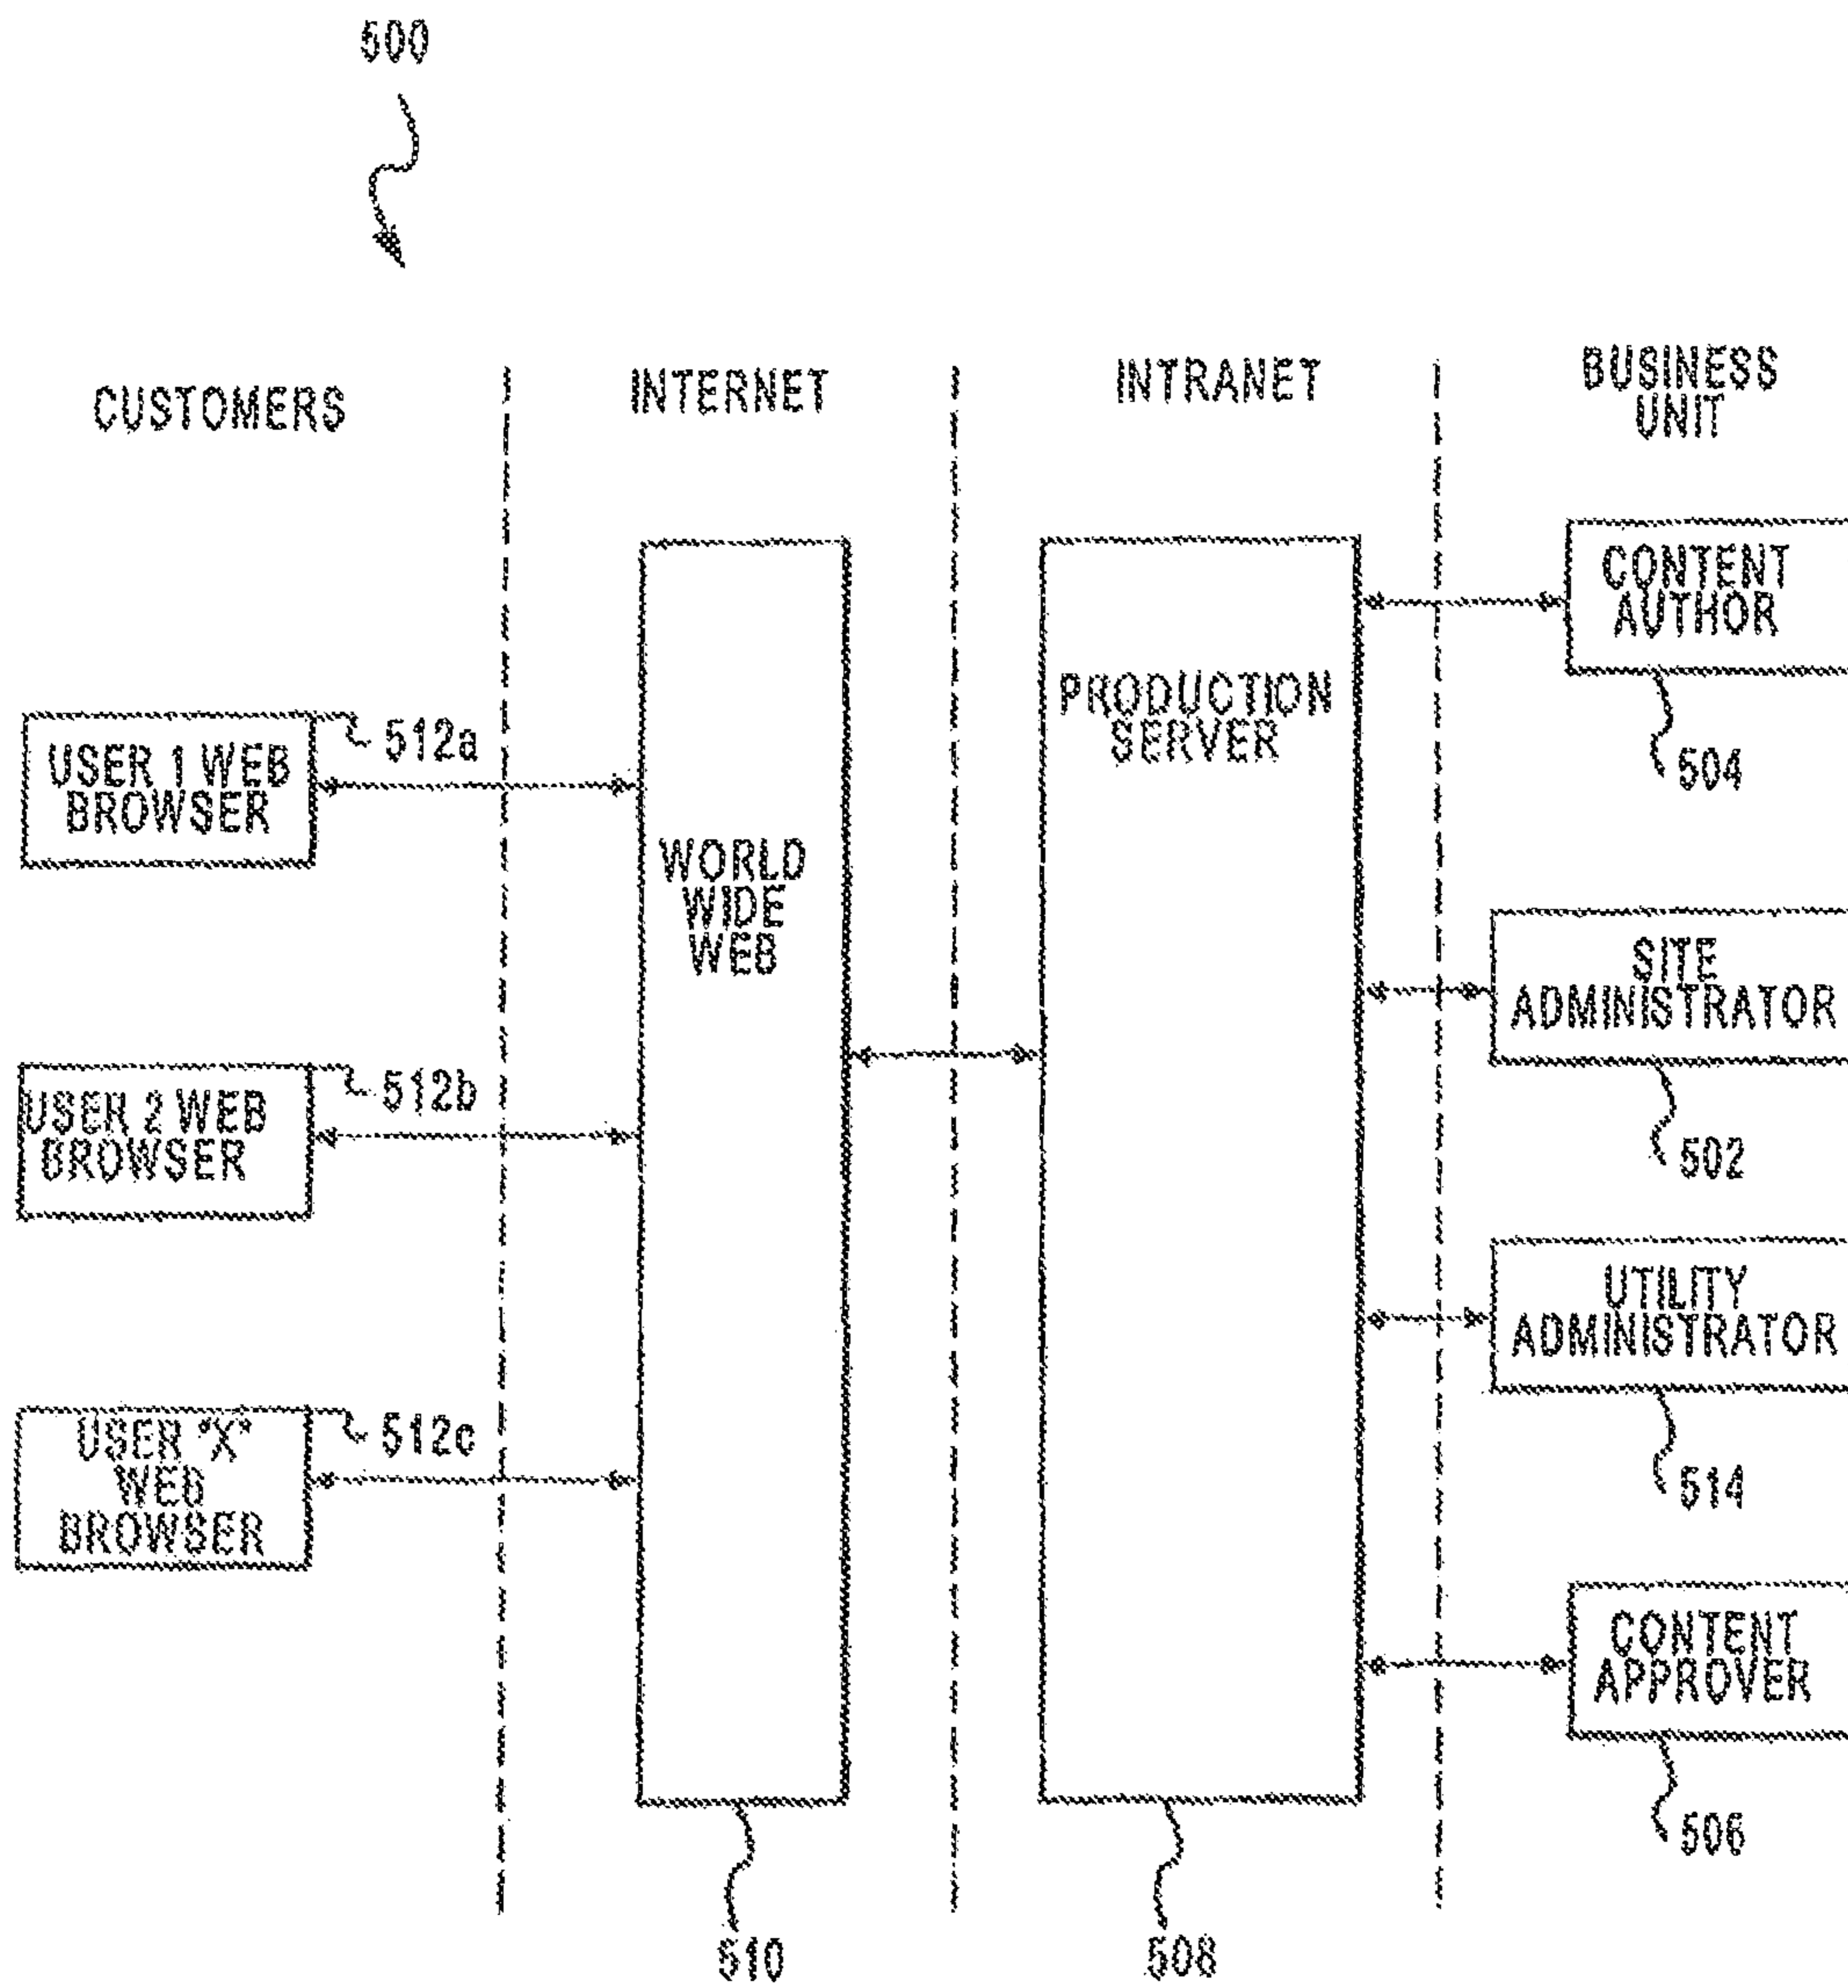 500
CUSTOMERS
INTERNET
INTRANET
BUSINESS
UNIT
CONTENT
AUTHOR
504
PRODUCTION
SERVER
USER 1 WEB
BROWSER
512a
WORLD
WIDE
WEB
SITE
ADMINISTRATOR
502
USER 2 WEB
BROWSER
512b
UTILITY
ADMINISTRATOR
514
USER "X"
WEB
BROWSER
512c
CONTENT
APPROVER
506
510
508